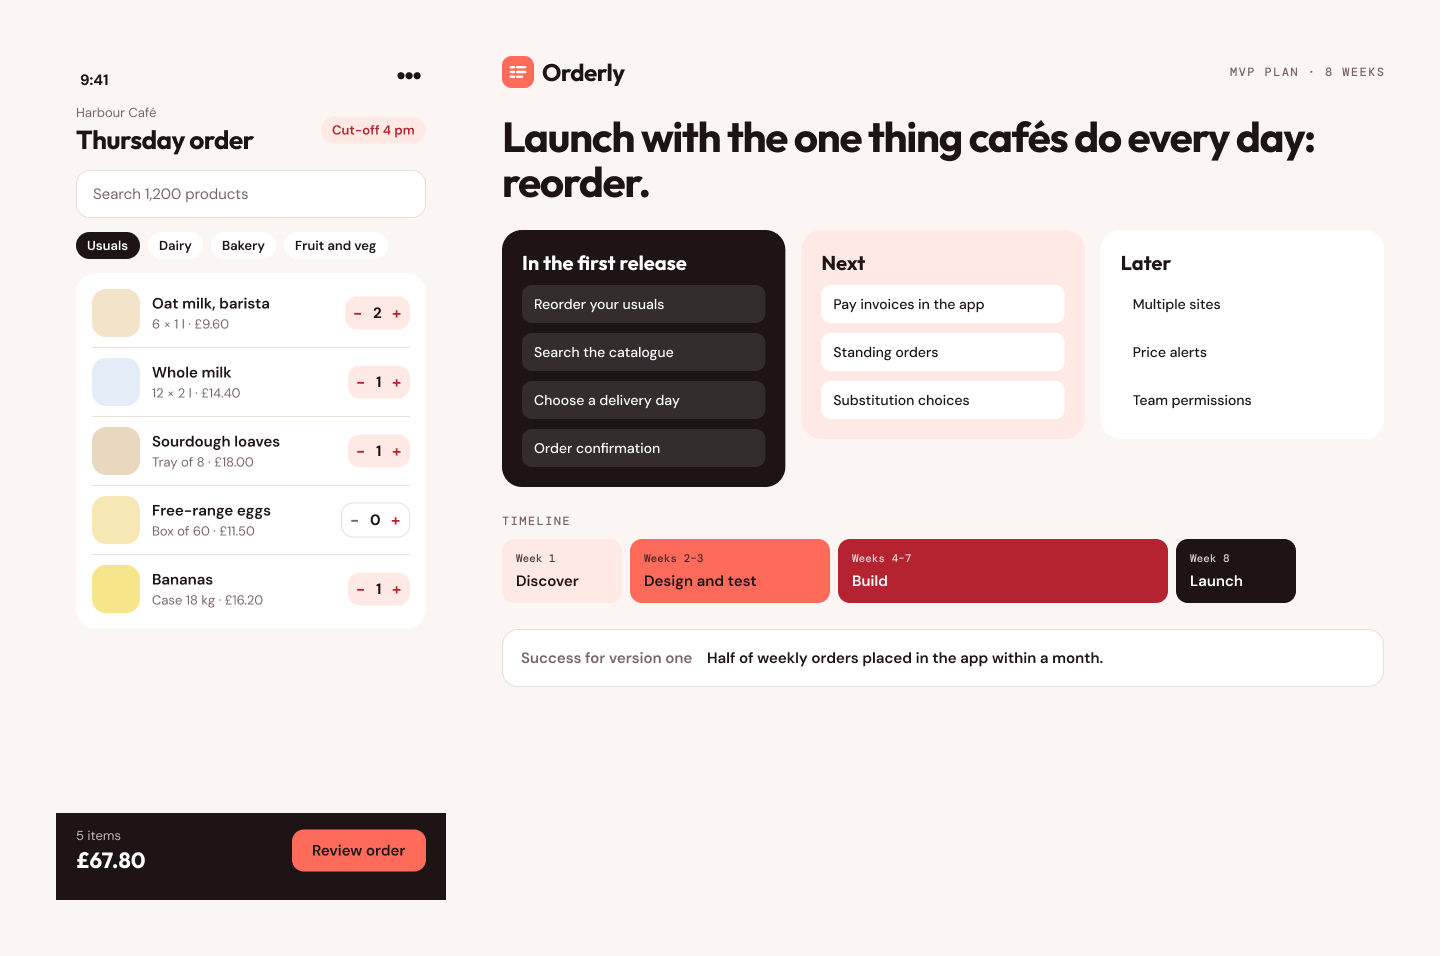 9:41
•••
Harbour Café
Thursday order
Cut-off 4 pm
Search 1,200 products
Usuals
Dairy
Bakery
Fruit and veg
Oat milk, barista
6 × 1 l · £9.60
− 2 +
Whole milk
12 × 2 l · £14.40
− 1 +
Sourdough loaves
Tray of 8 · £18.00
− 1 +
Free-range eggs
Box of 60 · £11.50
− 0 +
Bananas
Case 18 kg · £16.20
− 1 +
5 items
£67.80
Review order
Orderly
MVP PLAN · 8 WEEKS
Launch with the one thing cafés do every day:
reorder.
In the first release
Reorder your usuals
Search the catalogue
Choose a delivery day
Order confirmation
Next
Pay invoices in the app
Standing orders
Substitution choices
Later
Multiple sites
Price alerts
Team permissions
TIMELINE
Week 1
Discover
Weeks 2–3
Design and test
Weeks 4–7
Build
Week 8
Launch
Success for version one Half of weekly orders placed in the app within a month.